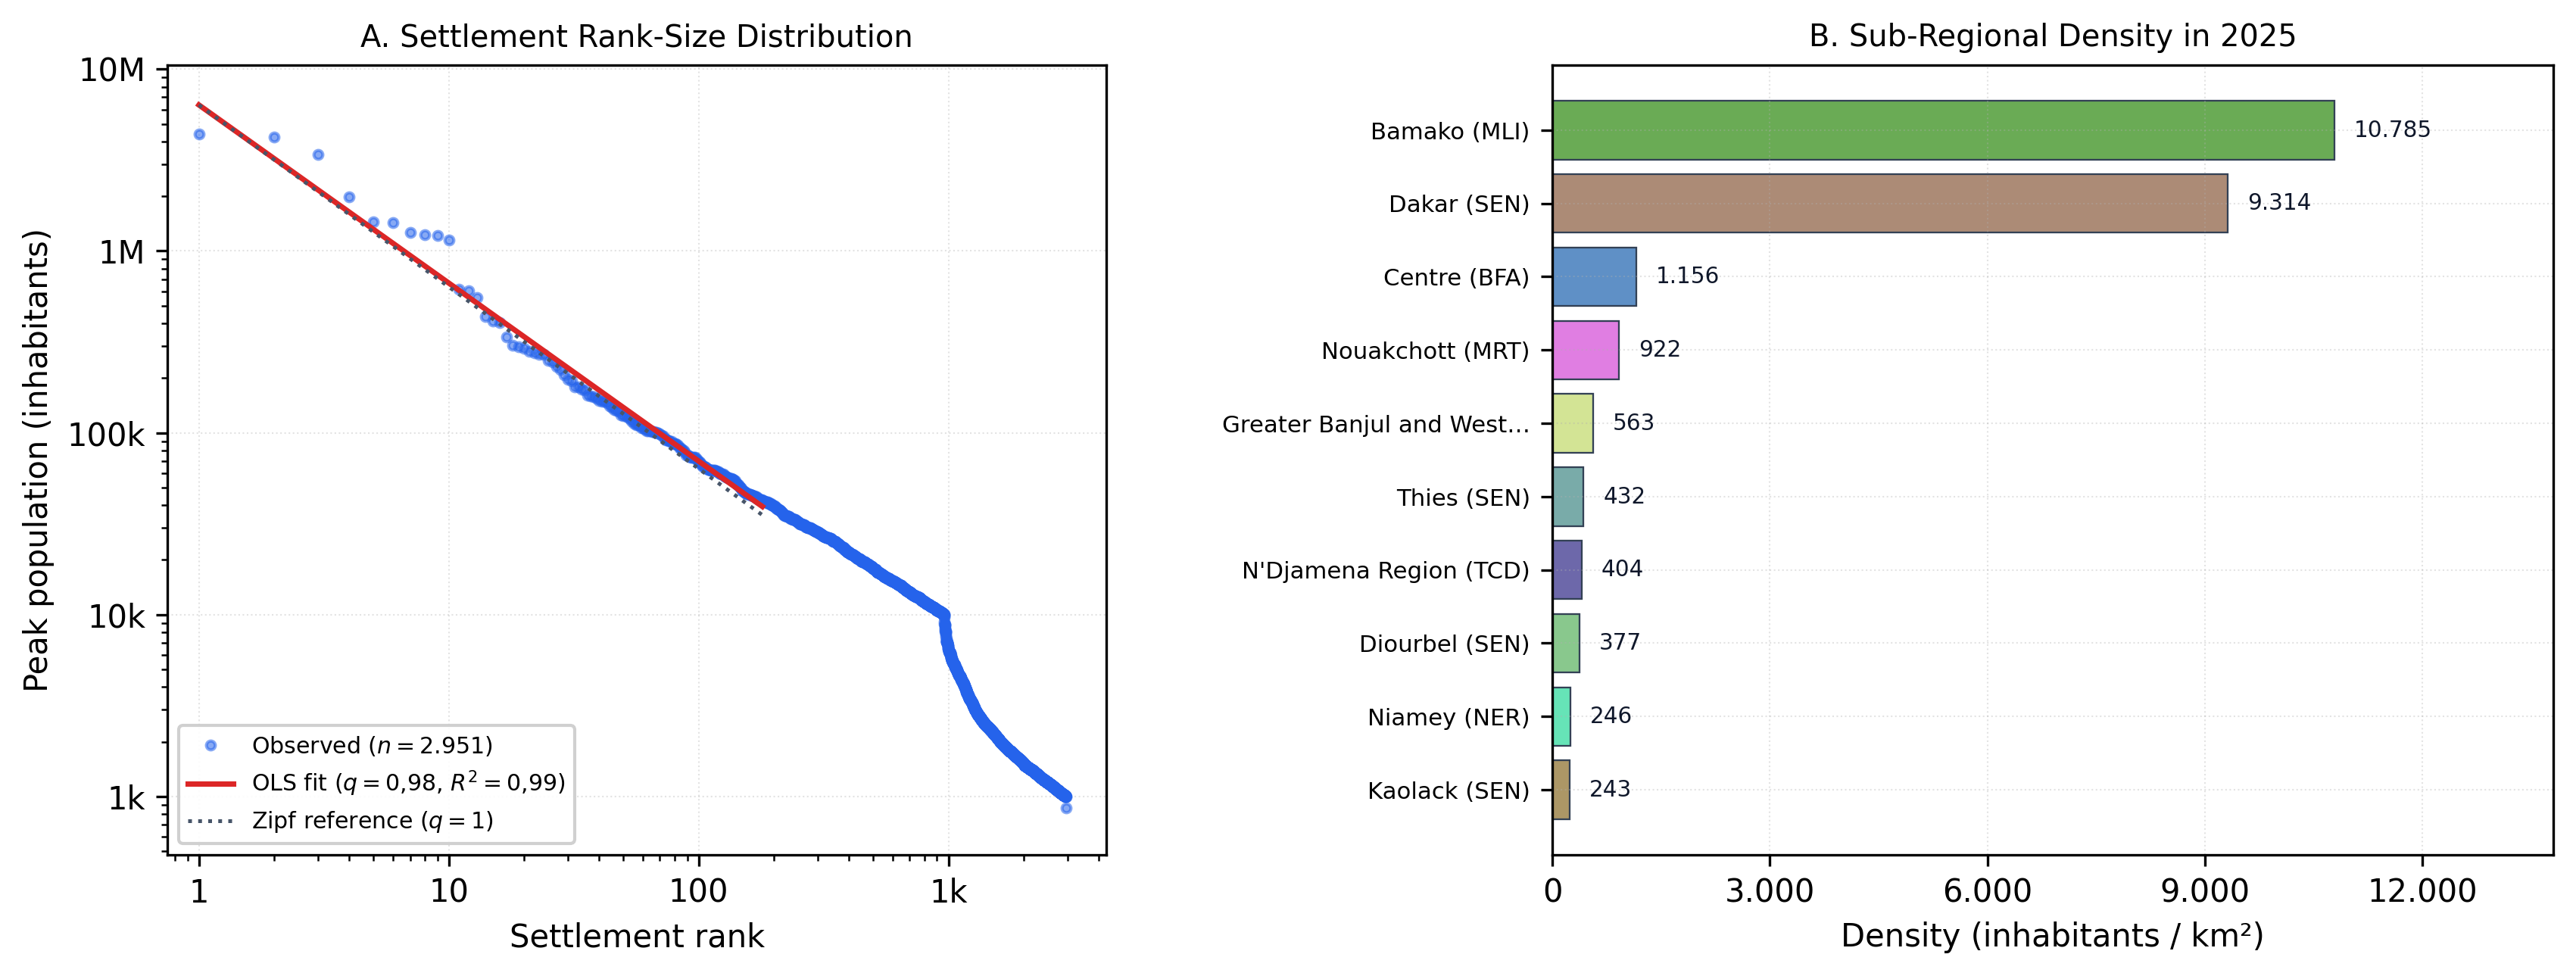 A. Settlement Rank-Size Distribution
Peak population (inhabitants)
10M
1M
100k
10k
1k
Observed (n = 2.951)
OLS fit (q = 0,98, R² = 0,99)
Zipf reference (q = 1)
1
10
100
1k
Settlement rank
B. Sub-Regional Density in 2025
Bamako (MLI)
10.785
Dakar (SEN)
9.314
Centre (BFA)
1.156
Nouakchott (MRT)
922
Greater Banjul and West...
563
Thies (SEN)
432
N'Djamena Region (TCD)
404
Diourbel (SEN)
377
Niamey (NER)
246
Kaolack (SEN)
243
0
3.000
6.000
9.000
12.000
Density (inhabitants / km²)